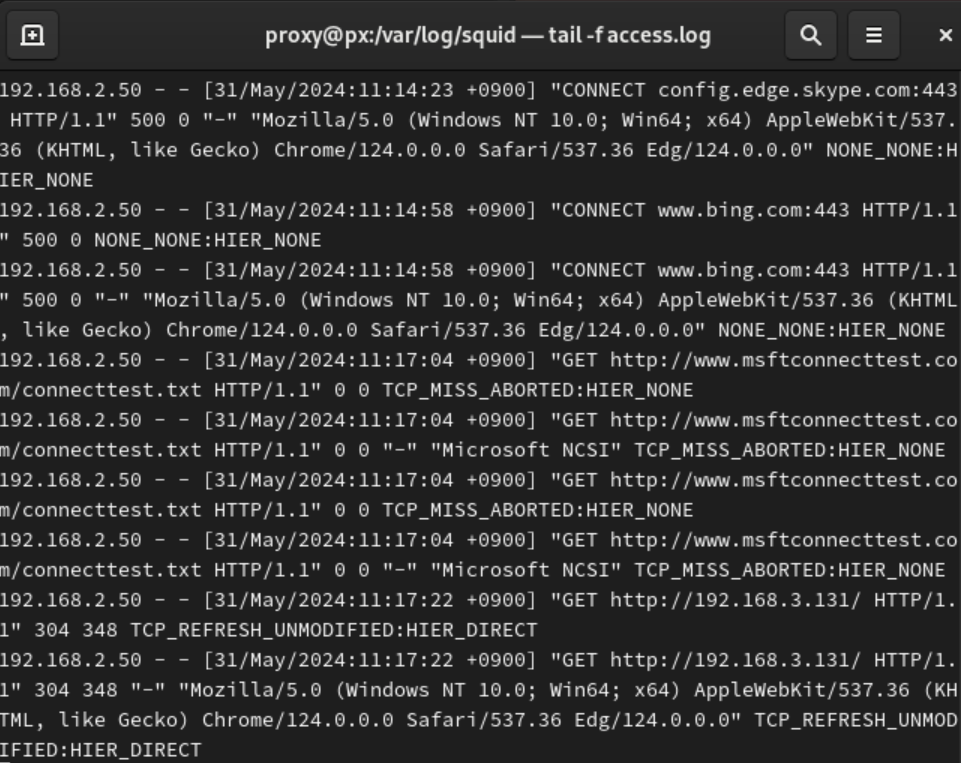 proxy@px:/var/log/squid — tail -f access.log
192.168.2.50 - - [31/May/2024:11:14:23 +0900] "CONNECT config.edge.skype.com:443
 HTTP/1.1" 500 0 "-" "Mozilla/5.0 (Windows NT 10.0; Win64; x64) AppleWebKit/537.
36 (KHTML, like Gecko) Chrome/124.0.0.0 Safari/537.36 Edg/124.0.0.0" NONE_NONE:H
IER_NONE
192.168.2.50 - - [31/May/2024:11:14:58 +0900] "CONNECT www.bing.com:443 HTTP/1.1
" 500 0 NONE_NONE:HIER_NONE
192.168.2.50 - - [31/May/2024:11:14:58 +0900] "CONNECT www.bing.com:443 HTTP/1.1
" 500 0 "-" "Mozilla/5.0 (Windows NT 10.0; Win64; x64) AppleWebKit/537.36 (KHTML
, like Gecko) Chrome/124.0.0.0 Safari/537.36 Edg/124.0.0.0" NONE_NONE:HIER_NONE
192.168.2.50 - - [31/May/2024:11:17:04 +0900] "GET http://www.msftconnecttest.co
m/connecttest.txt HTTP/1.1" 0 0 TCP_MISS_ABORTED:HIER_NONE
192.168.2.50 - - [31/May/2024:11:17:04 +0900] "GET http://www.msftconnecttest.co
m/connecttest.txt HTTP/1.1" 0 0 "-" "Microsoft NCSI" TCP_MISS_ABORTED:HIER_NONE
192.168.2.50 - - [31/May/2024:11:17:04 +0900] "GET http://www.msftconnecttest.co
m/connecttest.txt HTTP/1.1" 0 0 TCP_MISS_ABORTED:HIER_NONE
192.168.2.50 - - [31/May/2024:11:17:04 +0900] "GET http://www.msftconnecttest.co
m/connecttest.txt HTTP/1.1" 0 0 "-" "Microsoft NCSI" TCP_MISS_ABORTED:HIER_NONE
192.168.2.50 - - [31/May/2024:11:17:22 +0900] "GET http://192.168.3.131/ HTTP/1.
1" 304 348 TCP_REFRESH_UNMODIFIED:HIER_DIRECT
192.168.2.50 - - [31/May/2024:11:17:22 +0900] "GET http://192.168.3.131/ HTTP/1.
1" 304 348 "-" "Mozilla/5.0 (Windows NT 10.0; Win64; x64) AppleWebKit/537.36 (KH
TML, like Gecko) Chrome/124.0.0.0 Safari/537.36 Edg/124.0.0.0" TCP_REFRESH_UNMOD
IFIED:HIER_DIRECT